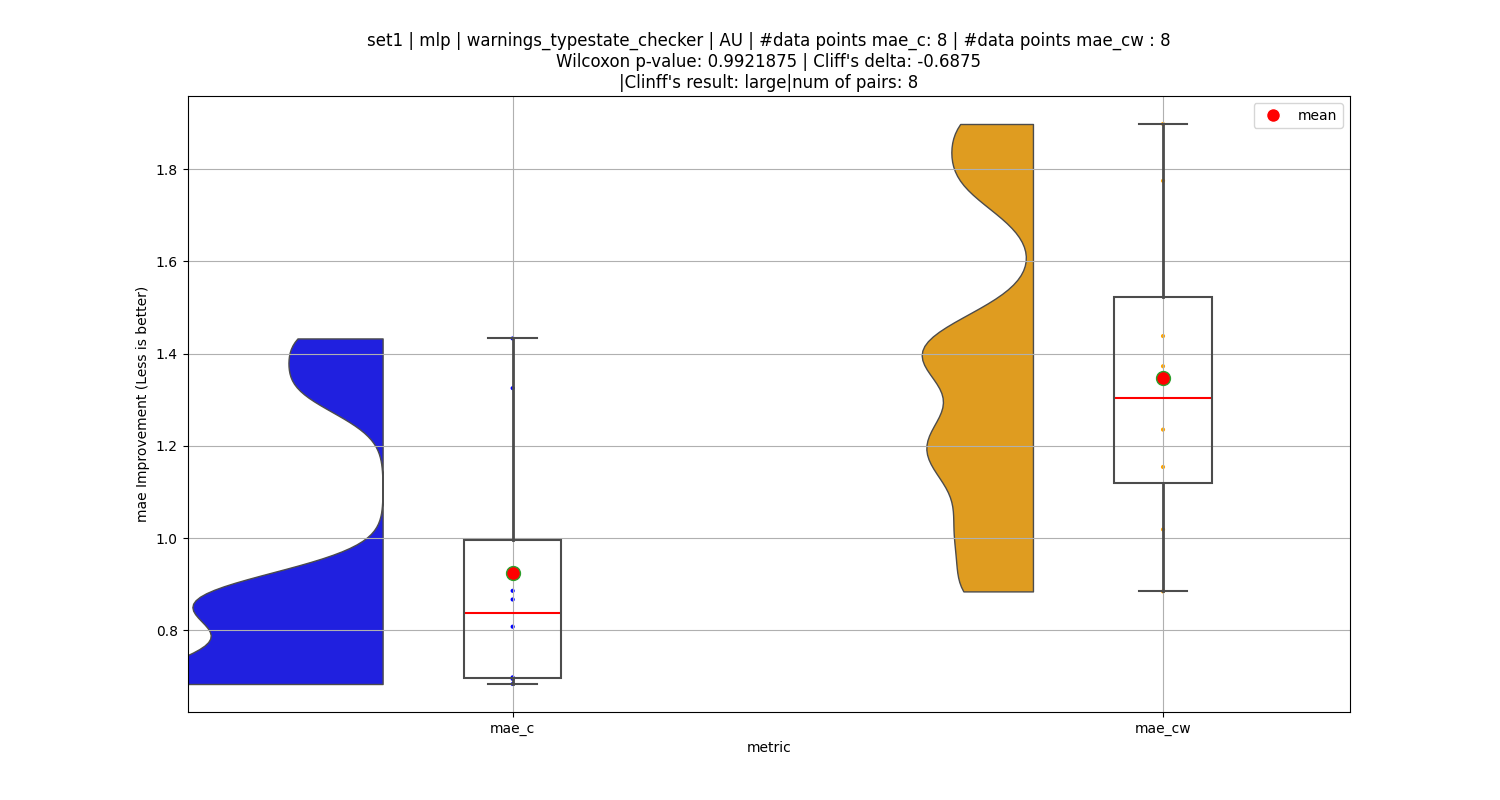 set1 | mlp | warnings_typestate_checker | AU | #data points mae_c: 8 | #data points mae_cw : 8
Wilcoxon p-value: 0.9921875 | Cliff's delta: -0.6875
|Clinff's result: large|num of pairs: 8
mean
mae Improvement (Less is better)
1.8
1.6
1.4
1.2
1.0
0.8
mae_c
mae_cw
metric